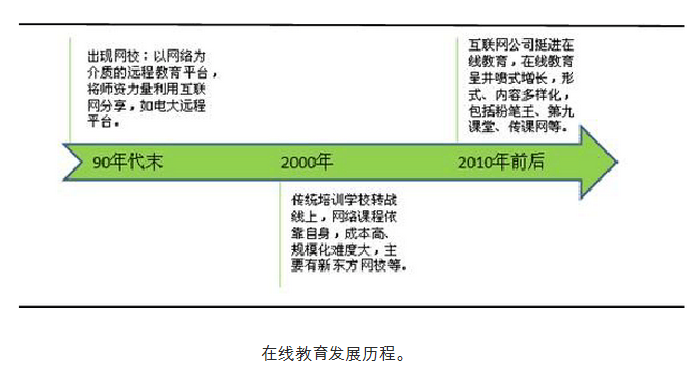 出现网校：以网络为
介质的远程教育平台，
将师资力量利用互联
网分享，如电大远程
平台。
互联网公司挺进在
线教育，在线教育
呈井喷式增长，形
式、内容多样化，
包括粉笔王、第九
课堂、传课网等。
90年代末
2000年
2010年前后
传统培训学校转战
线上，网络课程依
靠自身，成本高、
规模化难度大，主
要有新东方网校等。
在线教育发展历程。